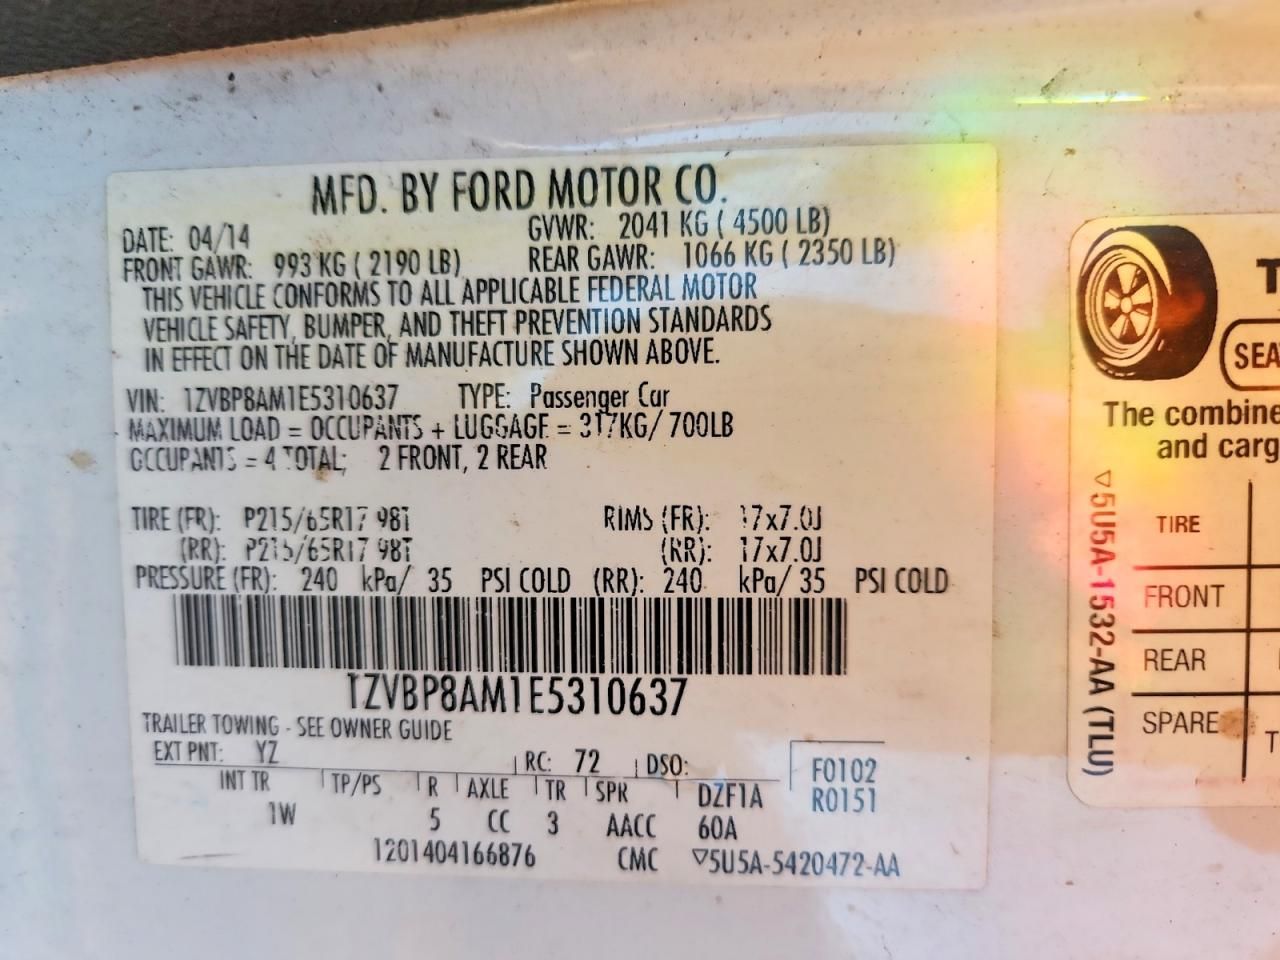 MFD. BY FORD MOTOR CO.
DATE: 04/14 GVWR: 2041 KG ( 4500 LB)
FRONT GAWR: 993 KG ( 2190 LB) REAR GAWR: 1066 KG ( 2350 LB)
THIS VEHICLE CONFORMS TO ALL APPLICABLE FEDERAL MOTOR
VEHICLE SAFETY, BUMPER, AND THEFT PREVENTION STANDARDS
IN EFFECT ON THE DATE OF MANUFACTURE SHOWN ABOVE.
VIN: 1ZVBP8AM1E5310637 TYPE: Passenger Car
MAXIMUM LOAD = OCCUPANTS + LUGGAGE = 317KG/ 700LB
OCCUPANTS = 4 TOTAL; 2 FRONT, 2 REAR
TIRE (FR): P215/65R17 98T RIMS (FR): 17x7.0J
(RR): P215/65R17 98T (RR): 17x7.0J
PRESSURE (FR): 240 kPa/ 35 PSI COLD (RR): 240 kPa/ 35 PSI COLD
1ZVBP8AM1E5310637
TRAILER TOWING - SEE OWNER GUIDE
EXT PNT: YZ RC: 72 DSO: F0102
INT TR TP/PS R AXLE TR SPR DZF1A R0151
1W 5 CC 3 AACC 60A
1201404166876 CMC ▽5U5A-5420472-AA
T
SEA
The combine
and carg
TIRE
FRONT
REAR
SPARE T
▽5U5A-1532-AA (TLU)